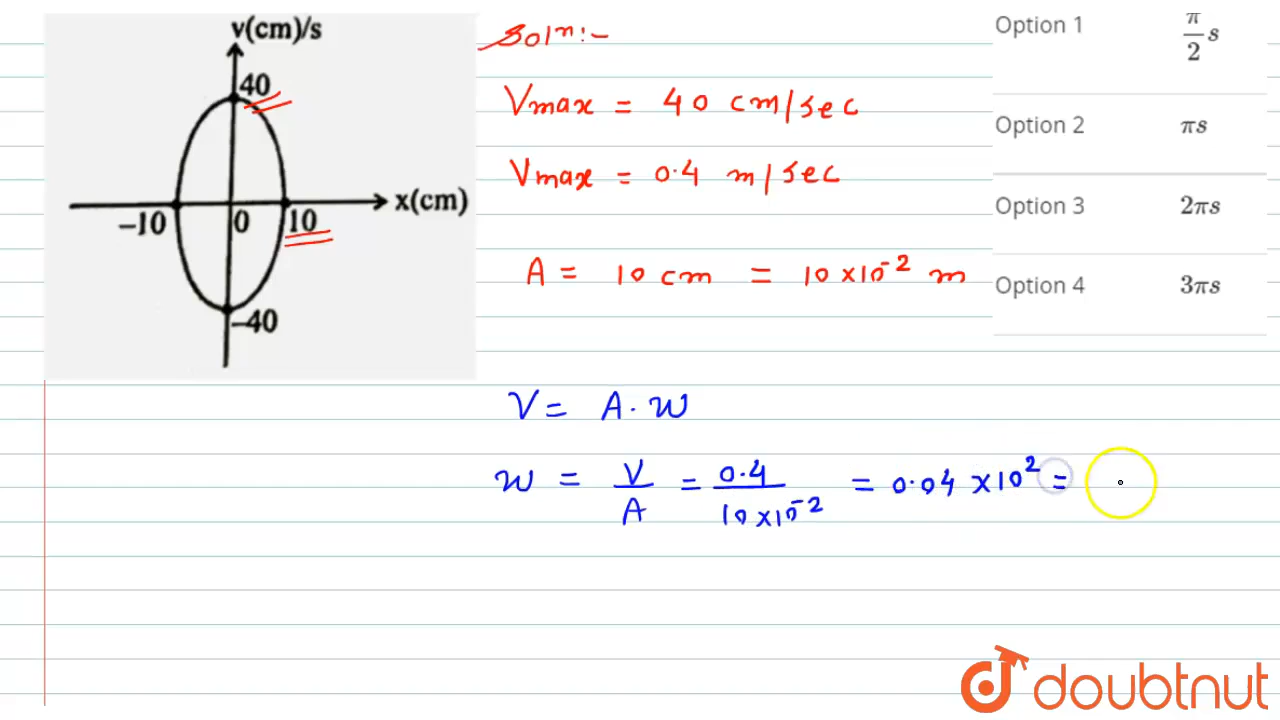 v(cm)/s
40
x(cm)
-10
0
10
-40
Solⁿ:-
Vmax = 40 cm/sec
Vmax = 0.4 m/sec
A = 10 cm = 10×10⁻² m
V = A.W
W = V/A = 0.4/10×10⁻² = 0.04 ×10² =
Option 1 π/2 s
Option 2 πs
Option 3 2πs
Option 4 3πs
doubtnut